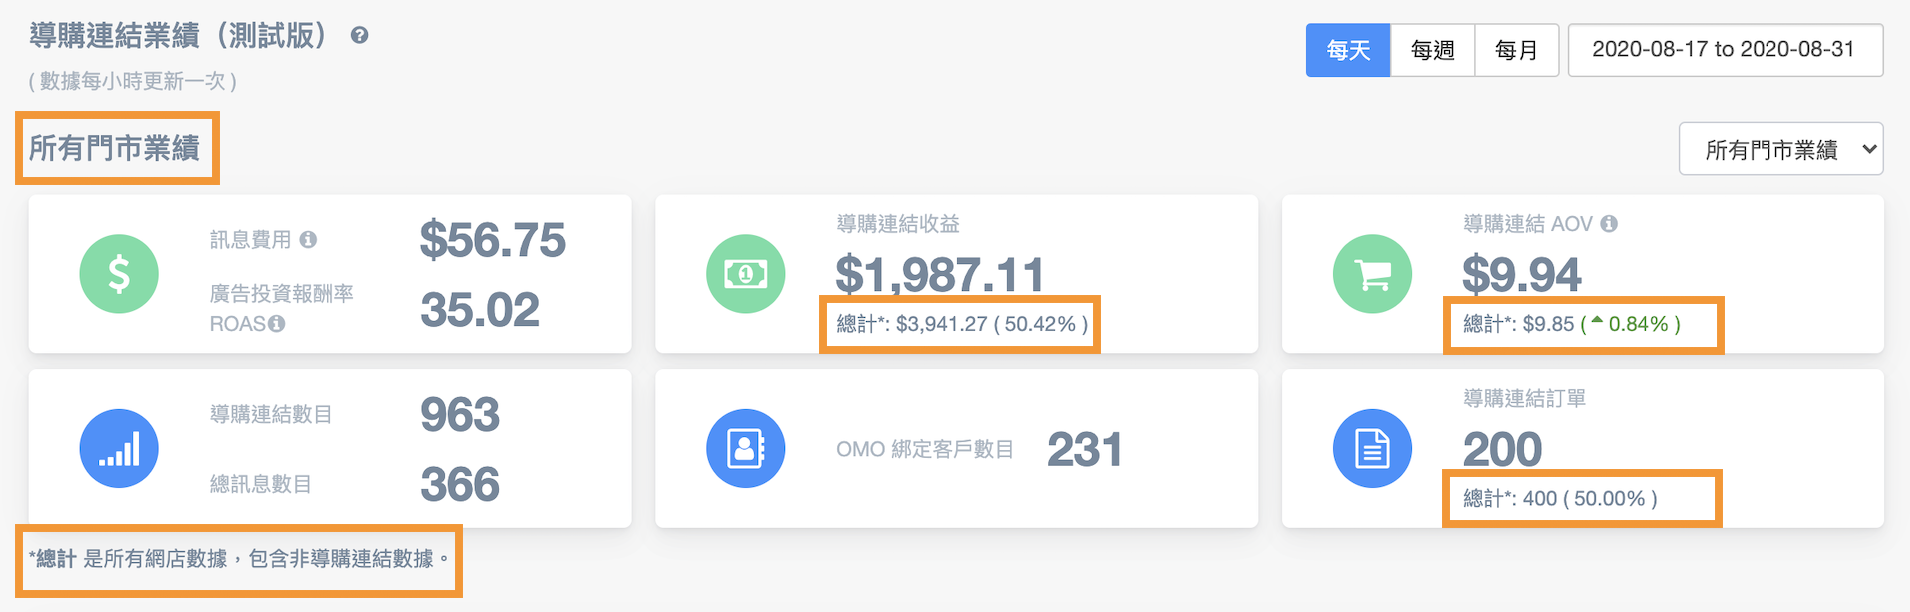 導購連結業績（測試版）
( 數據每小時更新一次 )
每天
每週
每月
2020-08-17 to 2020-08-31
所有門市業績
所有門市業績
訊息費用
$56.75
廣告投資報酬率
ROAS
35.02
導購連結收益
$1,987.11
總計*: $3,941.27 ( 50.42% )
導購連結 AOV
$9.94
總計*: $9.85 ( 0.84% )
導購連結數目
963
總訊息數目
366
OMO 綁定客戶數目
231
導購連結訂單
200
總計*: 400 ( 50.00% )
*總計 是所有網店數據，包含非導購連結數據。